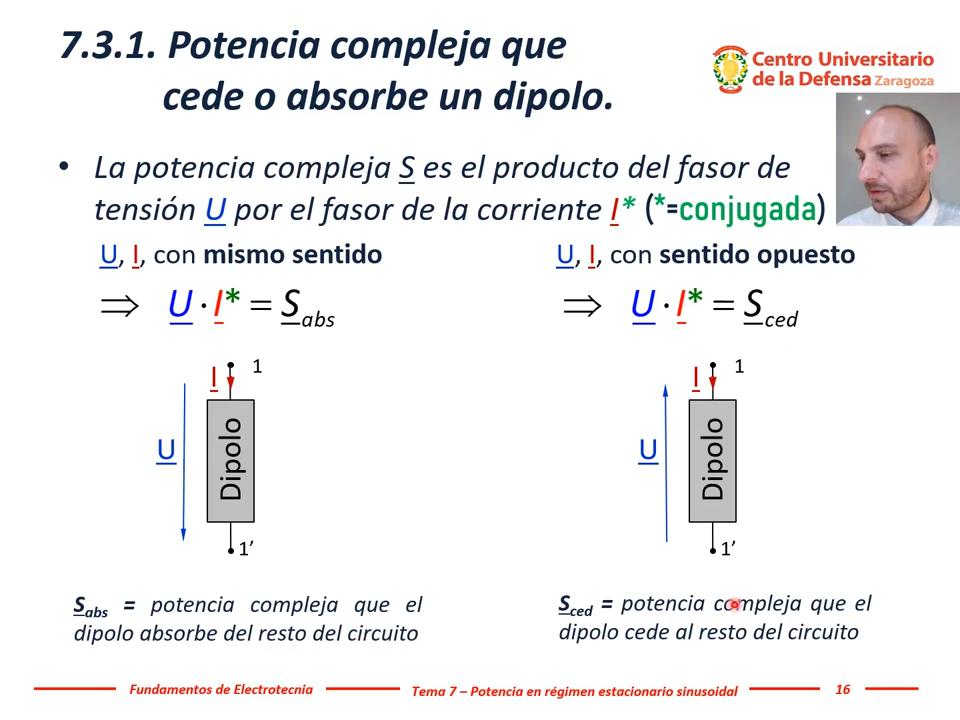 7.3.1. Potencia compleja que
cede o absorbe un dipolo.
Centro Universitario
de la Defensa Zaragoza
• La potencia compleja S es el producto del fasor de
tensión U por el fasor de la corriente I* (*=conjugada)
U, I, con mismo sentido
⇒ U · I* = S abs
I
1
U
Dipolo
1’
S abs = potencia compleja que el
dipolo absorbe del resto del circuito
U, I, con sentido opuesto
⇒ U · I* = S ced
I
1
U
Dipolo
1’
S ced = potencia compleja que el
dipolo cede al resto del circuito
Fundamentos de Electrotecnia
Tema 7 – Potencia en régimen estacionario sinusoidal
16